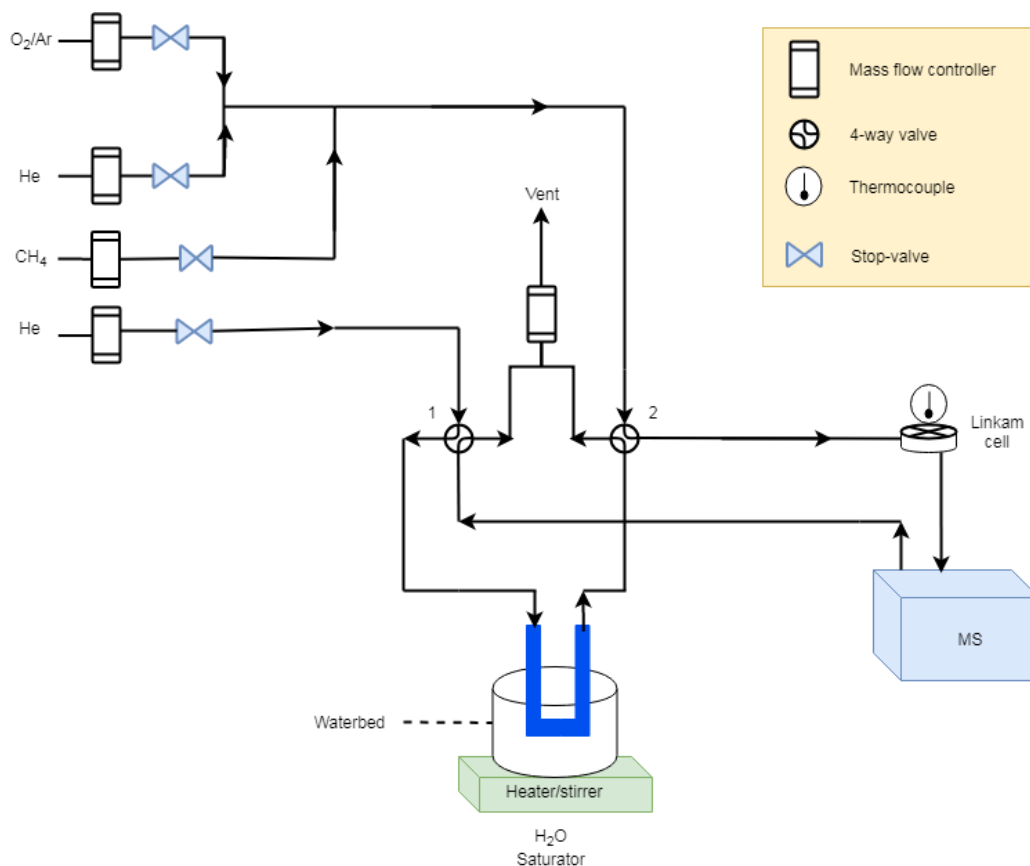 O2/Ar
Mass flow controller
4-way valve
He
Thermocouple
Vent
CH4
Stop-valve
He
1
2
Linkam
cell
MS
Waterbed
Heater/stirrer
H2O
Saturator